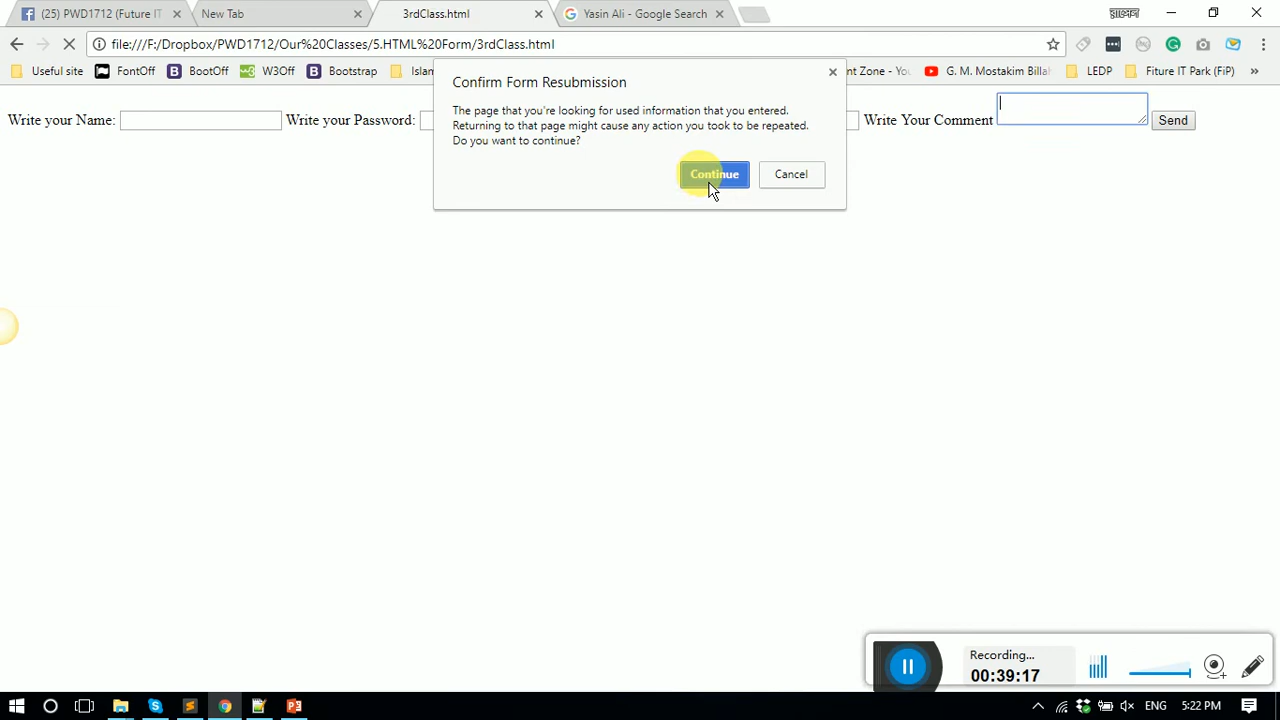 (25) PWD1712 (Future IT
New Tab
3rdClass.html
Yasin Ali - Google Search
file:///F:/Dropbox/PWD1712/Our%20Classes/5.HTML%20Form/3rdClass.html
Useful site
FontOff
BootOff
W3Off
Bootstrap
Islam
G. M. Mostakim Billah
LEDP
Fiture IT Park (FiP)
»
Confirm Form Resubmission
The page that you're looking for used information that you entered.
Returning to that page might cause any action you took to be repeated.
Do you want to continue?
Continue
Cancel
Write your Name:
Write your Password:
Write Your Comment
Send
Recording...
00:39:17
ENG
5:22 PM